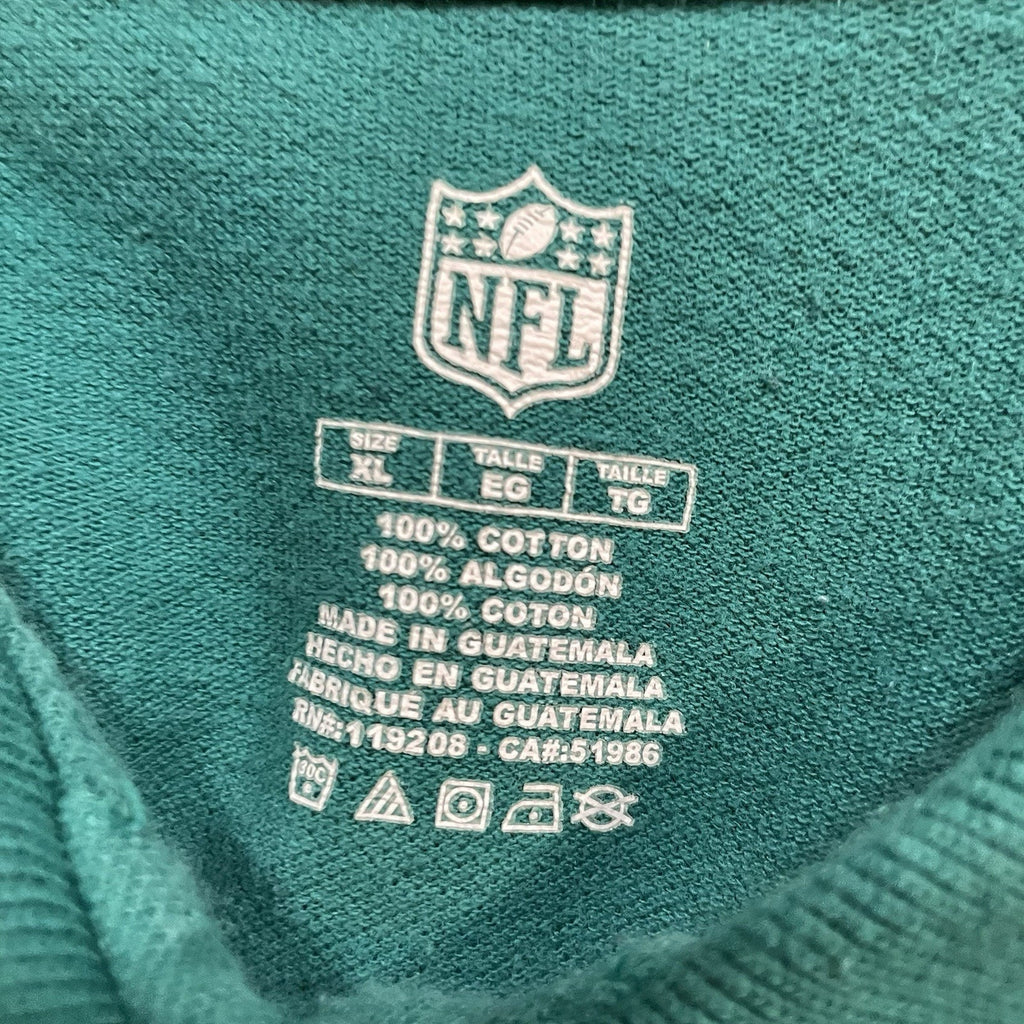 NFL
SIZE TALLE TAILLE
XL EG TG
100% COTTON
100% ALGODÓN
100% COTON
MADE IN GUATEMALA
HECHO EN GUATEMALA
FABRIQUÉ AU GUATEMALA
RN#:119208 - CA#:51986
30C